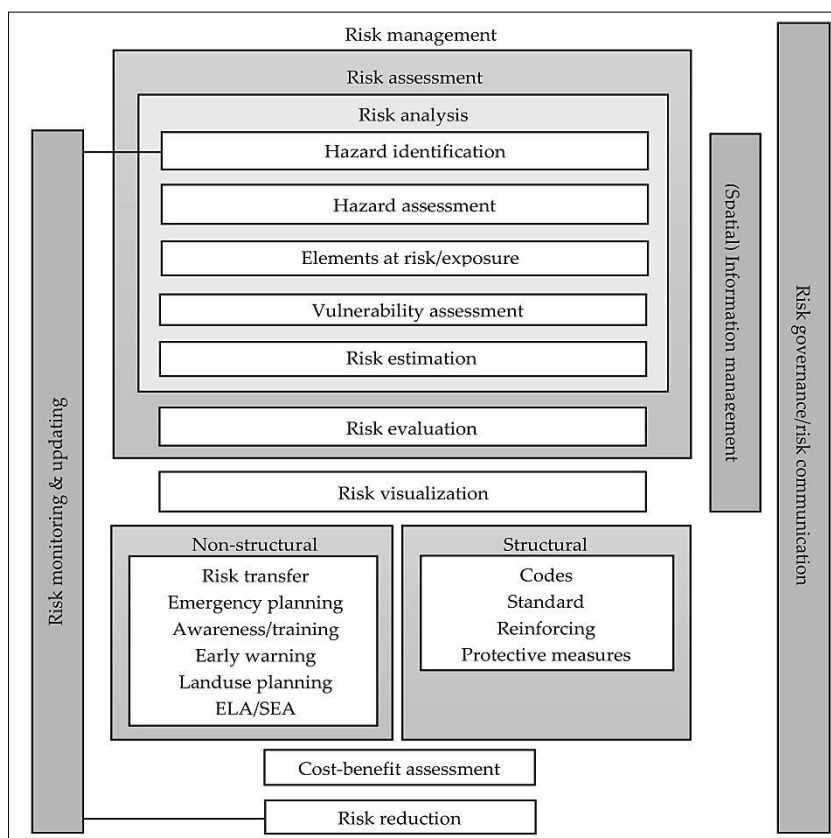 Risk management
Risk assessment
Risk analysis
Hazard identification
Hazard assessment
Elements at risk/exposure
Vulnerability assessment
Risk estimation
Risk evaluation
Risk visualization
Non-structural
Risk transfer
Emergency planning
Awareness/training
Early warning
Landuse planning
ELA/SEA
Structural
Codes
Standard
Reinforcing
Protective measures
Cost-benefit assessment
Risk reduction
Risk monitoring & updating
(Spatial) Information management
Risk governance/risk communication